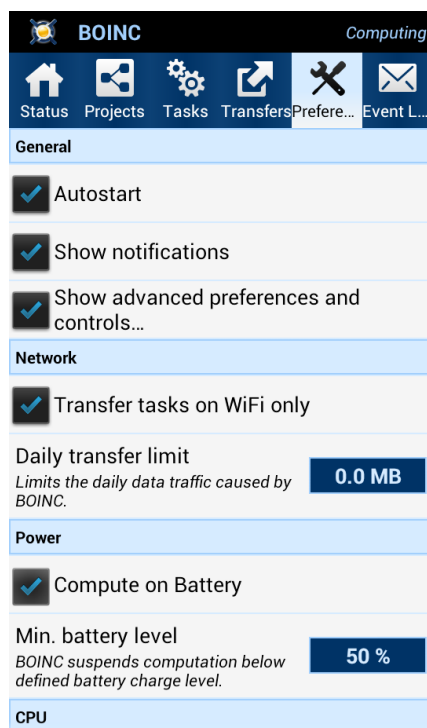 BOINC Computing
Status Projects Tasks Transfers Prefere... Event L...
General
Autostart
Show notifications
Show advanced preferences and
controls...
Network
Transfer tasks on WiFi only
Daily transfer limit
Limits the daily data traffic caused by
BOINC.
0.0 MB
Power
Compute on Battery
Min. battery level
BOINC suspends computation below
defined battery charge level.
50 %
CPU